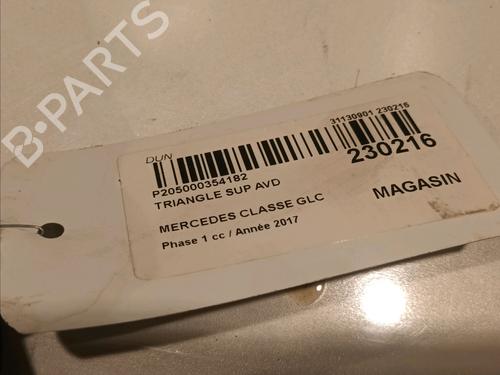 B-PARTS
DUN
31130901 230216
P205000354182
230216
TRIANGLE SUP AVD
MERCEDES CLASSE GLC
MAGASIN
Phase 1 cc / Année 2017